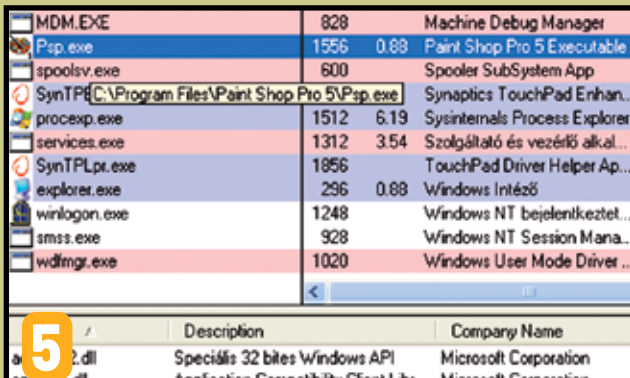 MDM.EXE 828 Machine Debug Manager
Psp.exe 1556 0.88 Paint Shop Pro 5 Executable
spoolsv.exe 600 Spooler SubSystem App
SynTPE C:\Program Files\Paint Shop Pro 5\Psp.exe Synaptics TouchPad Enhan...
procexp.exe 1512 6.19 Sysinternals Process Explorer
services.exe 1312 3.54 Szolgáltató és vezérlő alkal...
SynTPLpr.exe 1856 TouchPad Driver Helper Ap...
explorer.exe 296 0.88 Windows Intéző
winlogon.exe 1248 Windows NT bejelentkeztet...
smss.exe 928 Windows NT Session Mana...
wdfmgr.exe 1020 Windows User Mode Driver ...
Description Company Name
2.dll Speciális 32 bites Windows API Microsoft Corporation
5